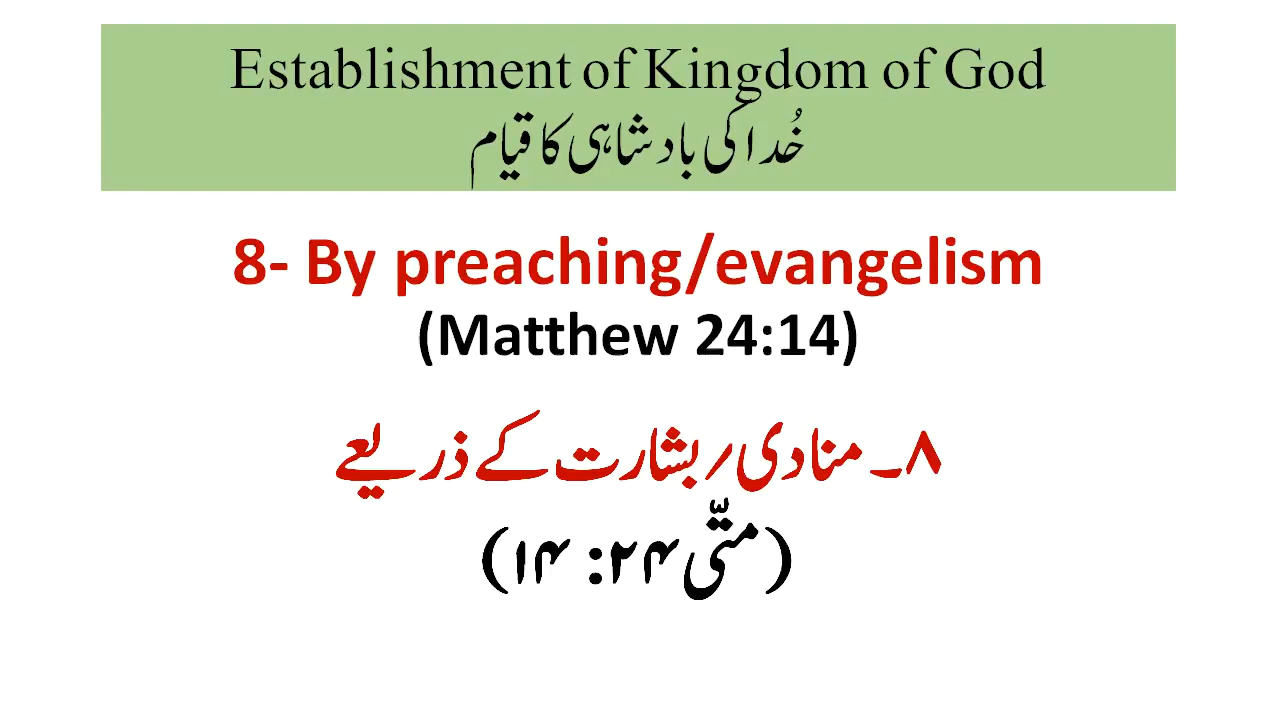 Establishment of Kingdom of God
خُدا کی بادشاہی کا قیام
8- By preaching/evangelism
(Matthew 24:14)
۸۔ منادی/بشارت کے ذریعے
(متّی ۲۴: ۱۴)